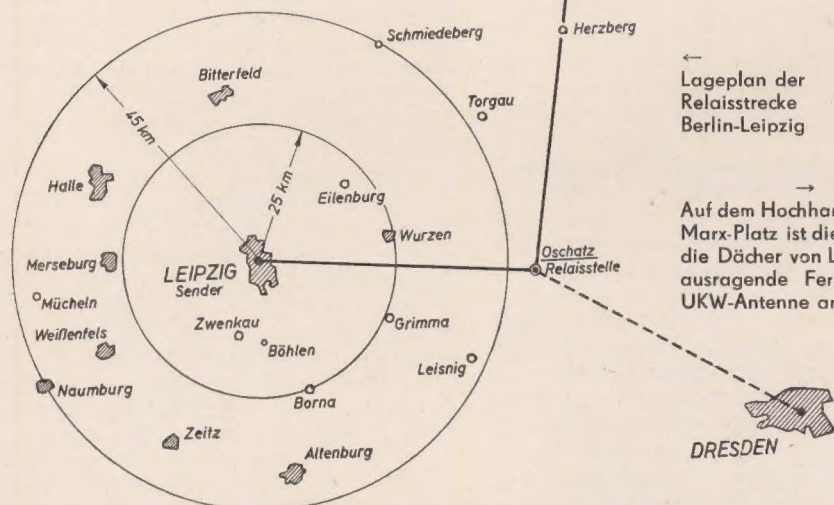 Herzberg
Schmiedeberg
Bitterfeld
Torgau
45 km
25 km
Halle
Eilenburg
Wurzen
Merseburg
LEIPZIG
Sender
Oschatz
Relaisstelle
Mücheln
Zwenkau
Böhlen
Grimma
Weißenfels
Leisnig
Naumburg
Borna
Zeitz
Altenburg
DRESDEN
←
Lageplan der
Relaisstrecke
Berlin-Leipzig
→
Auf dem Hochhau
Marx-Platz ist die
die Dächer von L
ausragende Fer
UKW-Antenne an